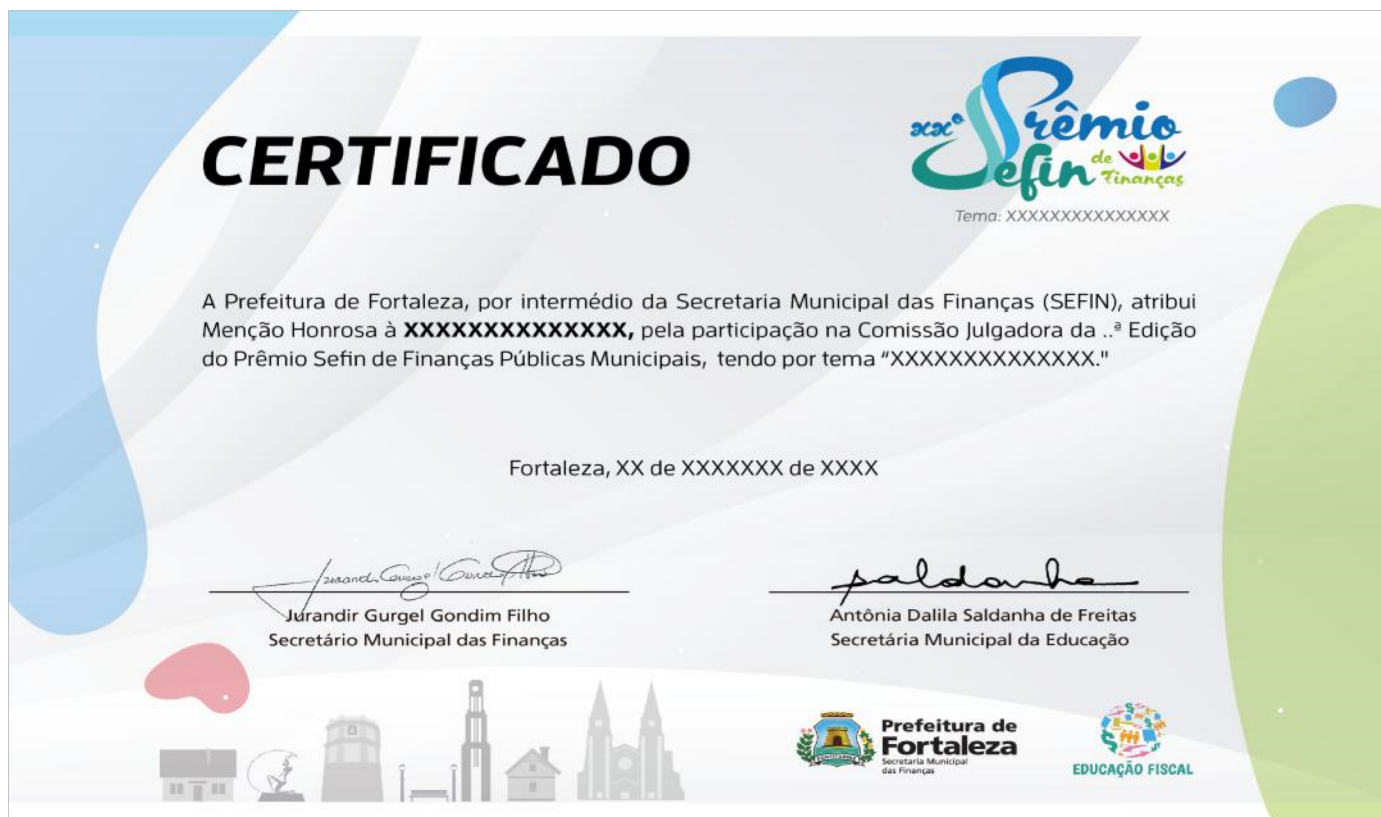 CERTIFICADO
xxº Prêmio
Sefin de
Finanças
Tema: XXXXXXXXXXXXXXX
A Prefeitura de Fortaleza, por intermédio da Secretaria Municipal das Finanças (SEFIN), atribui
Menção Honrosa à XXXXXXXXXXXXXX, pela participação na Comissão Julgadora da ..ª Edição
do Prêmio Sefin de Finanças Públicas Municipais, tendo por tema “XXXXXXXXXXXXXX."
Fortaleza, XX de XXXXXXX de XXXX
Jurandir Gurgel Gondim Filho
Secretário Municipal das Finanças
saldanha
Antônia Dalila Saldanha de Freitas
Secretária Municipal da Educação
Prefeitura de
Fortaleza
Secretaria Municipal
das Finanças
EDUCAÇÃO FISCAL